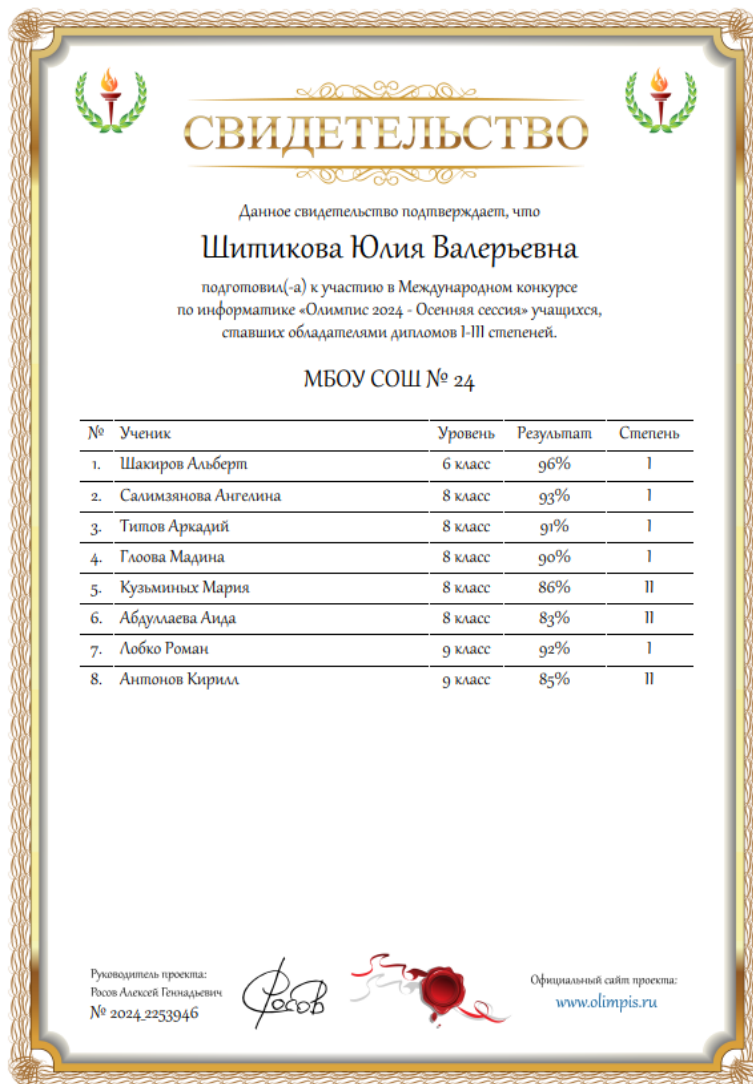 СВИДЕТЕЛЬСТВО
Данное свидетельство подтверждает, что
Шитикова Юлия Валерьевна
подготовил(-а) к участию в Международном конкурсе
по информатике «Олимпис 2024 - Осенняя сессия» учащихся,
ставших обладателями дипломов I-III степеней.
МБОУ СОШ № 24
№ Ученик Уровень Результат Степень
1. Шакиров Альберт 6 класс 96% I
2. Салимзянова Ангелина 8 класс 93% I
3. Титов Аркадий 8 класс 91% I
4. Глоова Мадина 8 класс 90% I
5. Кузьминых Мария 8 класс 86% II
6. Абдуллаева Аида 8 класс 83% II
7. Лобко Роман 9 класс 92% I
8. Антонов Кирилл 9 класс 85% II
Руководитель проекта:
Росов Алексей Геннадьевич
№ 2024_2253946
Росов
Официальный сайт проекта:
www.olimpis.ru